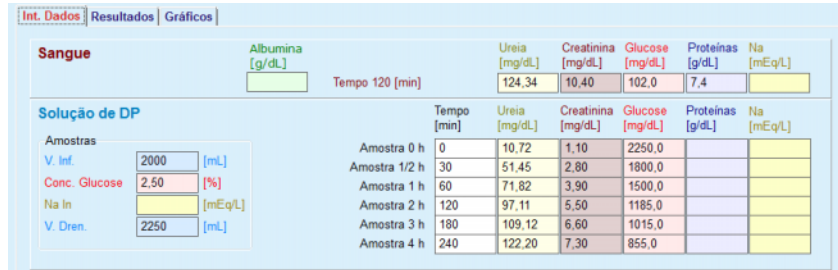 Int. Dados Resultados Gráficos
Sangue Albumina [g/dL] Ureia [mg/dL] Creatinina [mg/dL] Glucose [mg/dL] Proteínas [g/dL] Na [mEq/L]
Tempo 120 [min] 124,34 10,40 102,0 7,4
Solução de DP Tempo [min] Ureia [mg/dL] Creatinina [mg/dL] Glucose [mg/dL] Proteínas [g/dL] Na [mEq/L]
Amostras
V. Inf. 2000 [mL]
Conc. Glucose 2,50 [%]
Na In [mEq/L]
V. Dren. 2250 [mL]
Amostra 0 h 0 10,72 1,10 2250,0
Amostra 1/2 h 30 51,45 2,80 1800,0
Amostra 1 h 60 71,82 3,90 1500,0
Amostra 2 h 120 97,11 5,50 1185,0
Amostra 3 h 180 109,12 6,60 1015,0
Amostra 4 h 240 122,20 7,30 855,0